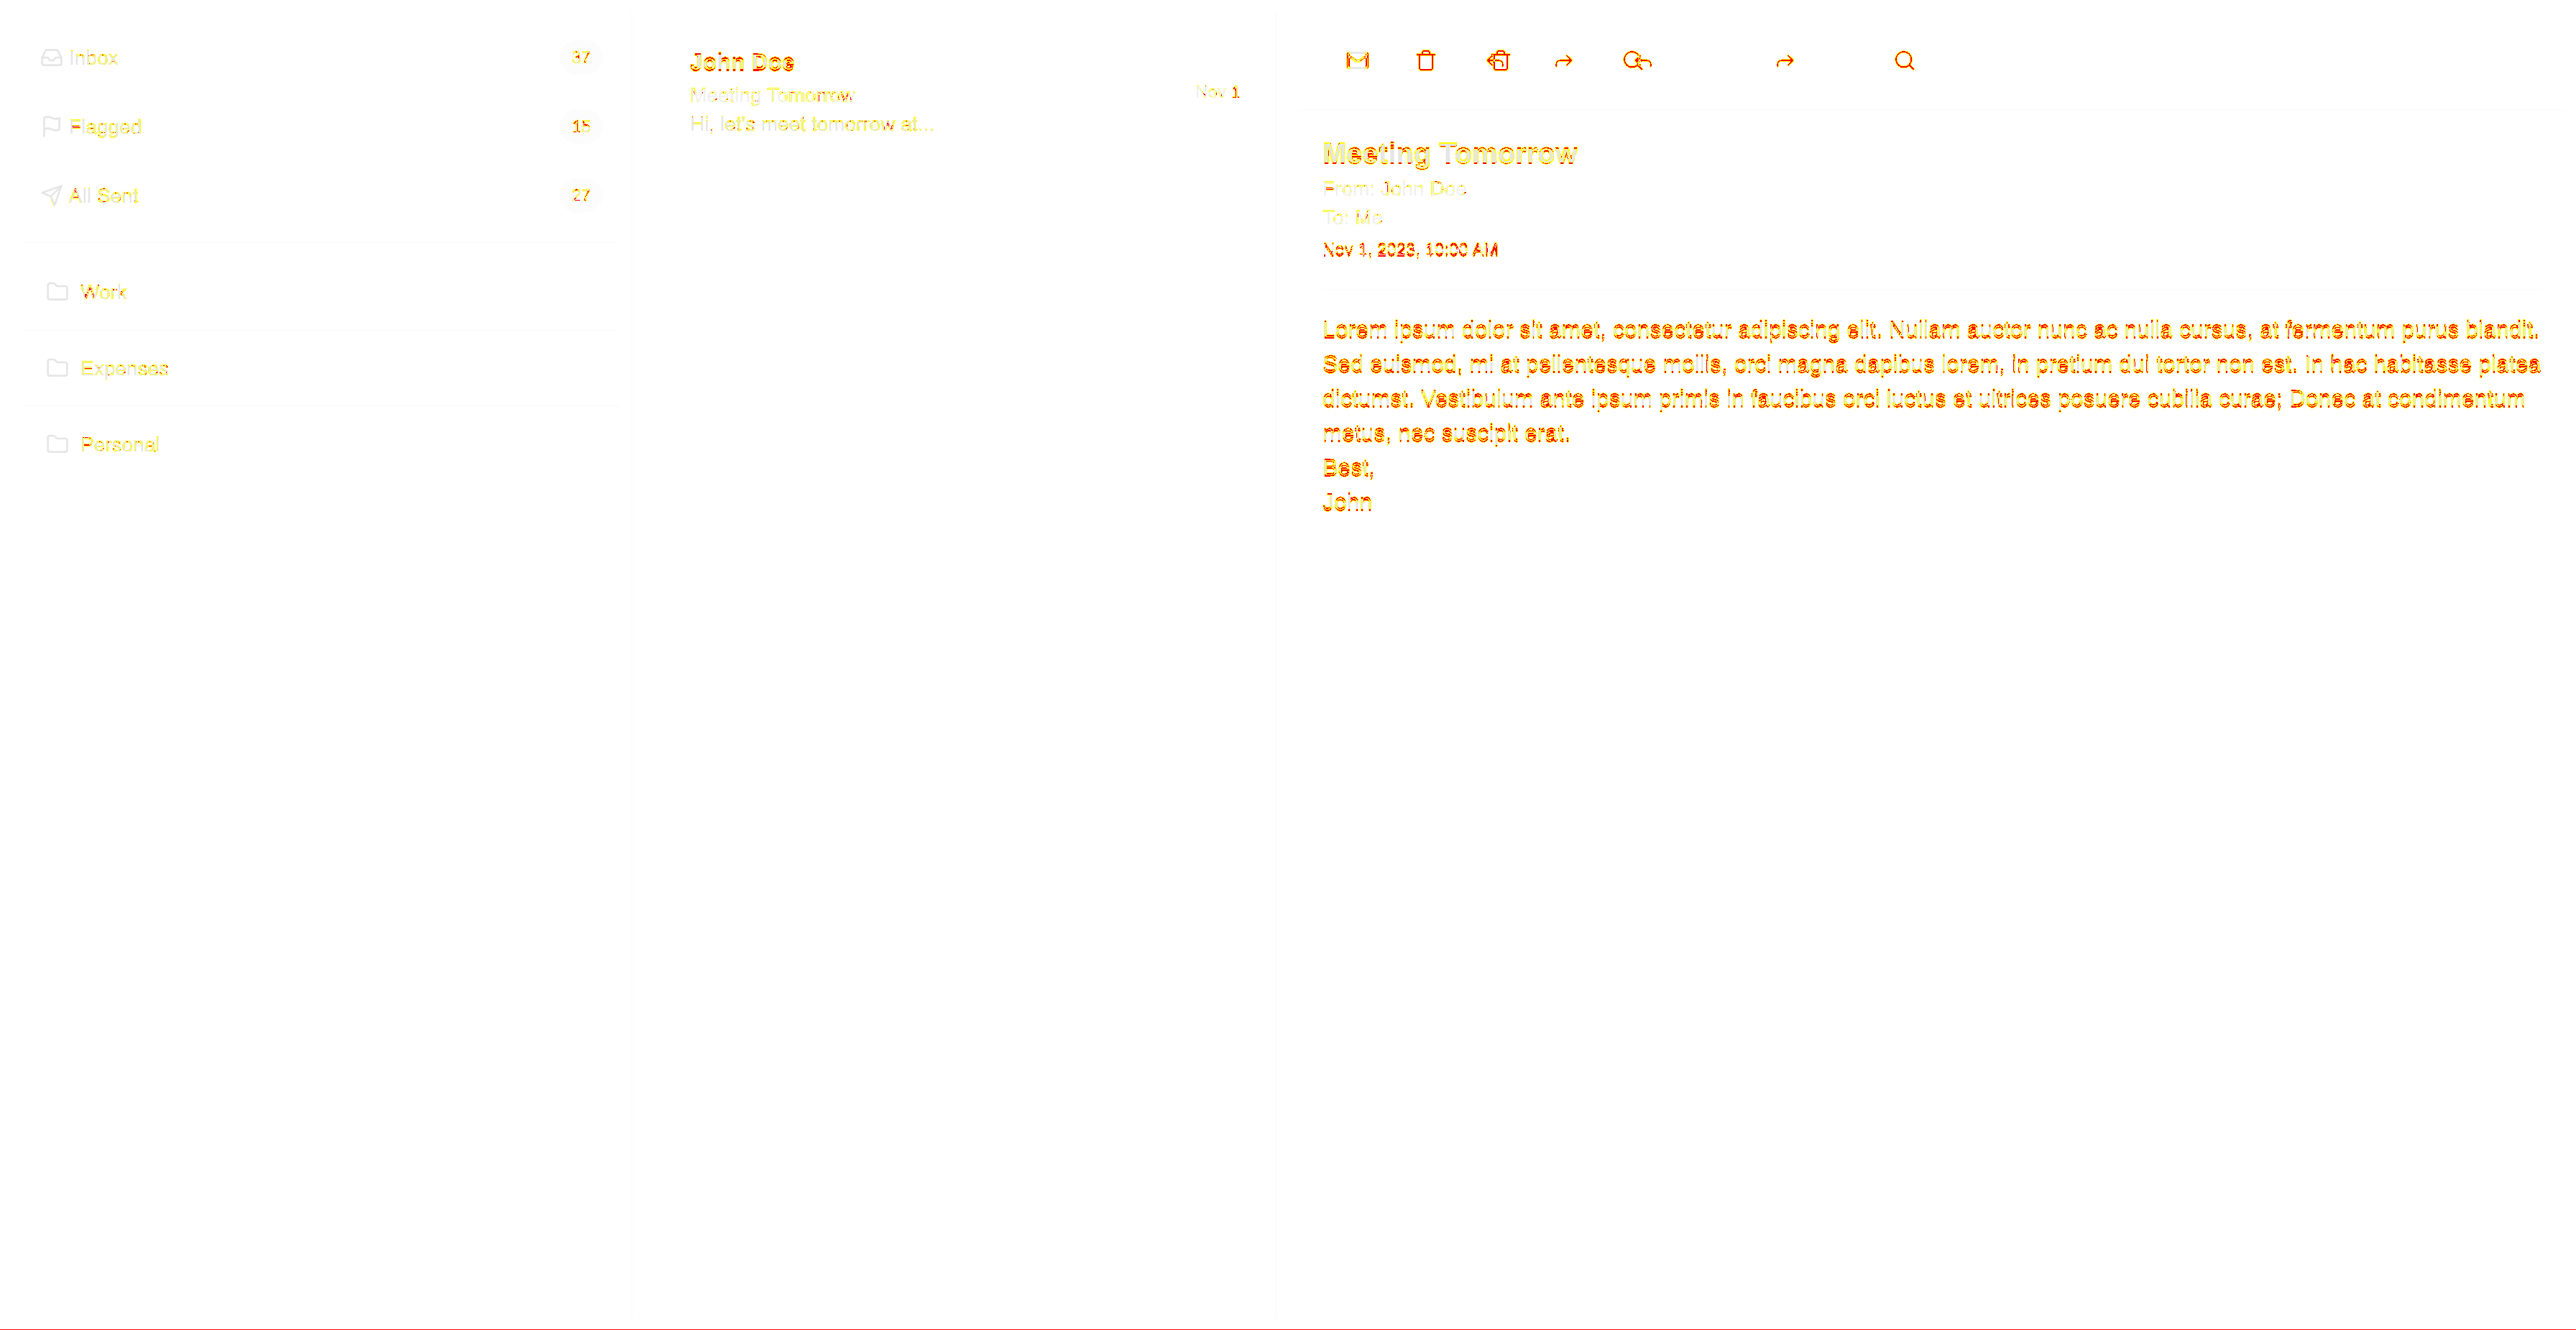 Inbox 37
Flagged 15
All Sent 27
Work
Expenses
Personal
John Doe
Meeting Tomorrow
Nov 1
Hi, let's meet tomorrow at...
Meeting Tomorrow
From: John Doe
To: Me
Nov 1, 2023, 10:00 AM
Lorem ipsum dolor sit amet, consectetur adipiscing elit. Nullam auctor nunc ac nulla cursus, at fermentum purus blandit.
Sed euismod, mi at pellentesque mollis, orci magna dapibus lorem, in pretium dui tortor non est. In hac habitasse platea
dictumst. Vestibulum ante ipsum primis in faucibus orci luctus et ultrices posuere cubilia curae; Donec at condimentum
metus, nec suscipit erat.
Best,
John